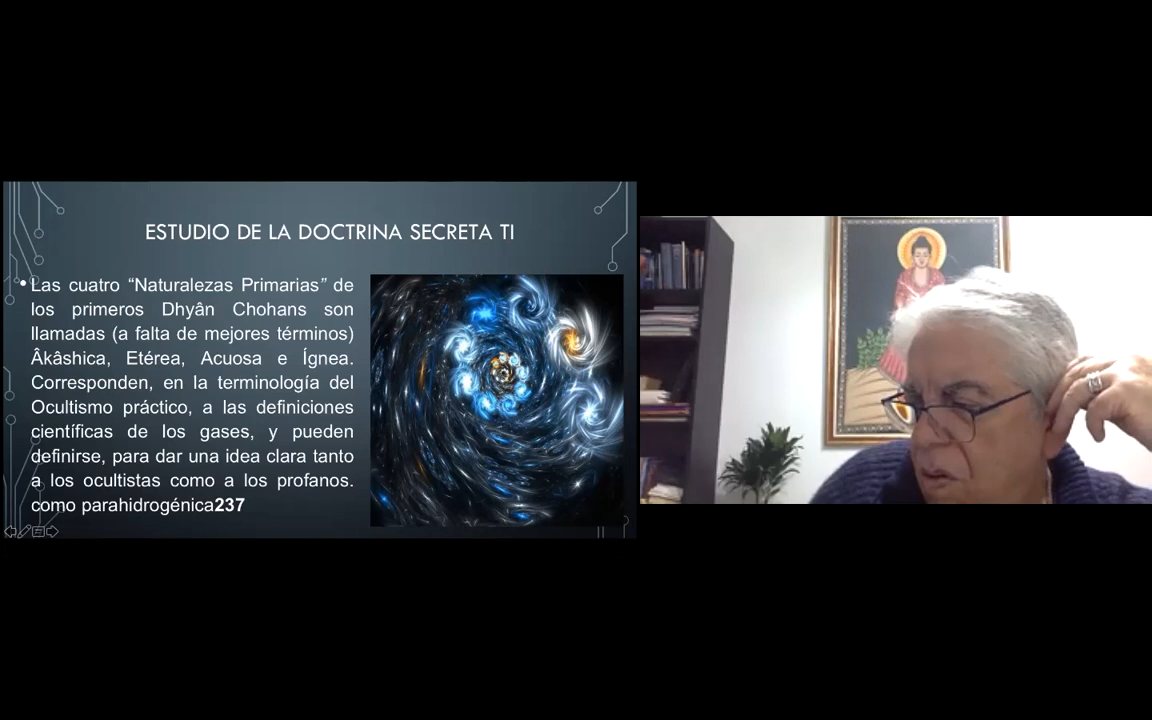 ESTUDIO DE LA DOCTRINA SECRETA TI
• Las cuatro “Naturalezas Primarias” de
los primeros Dhyân Chohans son
llamadas (a falta de mejores términos)
Âkâshica, Etérea, Acuosa e Ígnea.
Corresponden, en la terminología del
Ocultismo práctico, a las definiciones
científicas de los gases, y pueden
definirse, para dar una idea clara tanto
a los ocultistas como a los profanos.
como parahidrogénica237